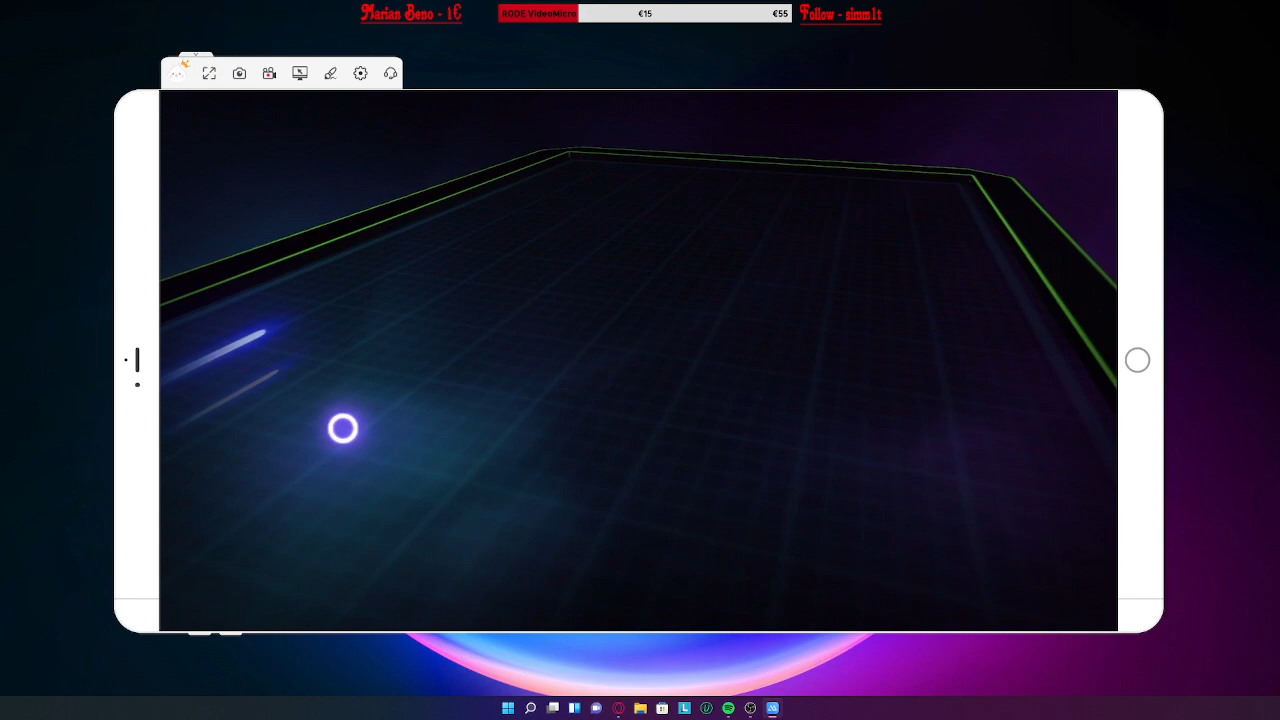 Marian Beno - 1€
RODE VideoMicro €15 €55
Follow - simm1t